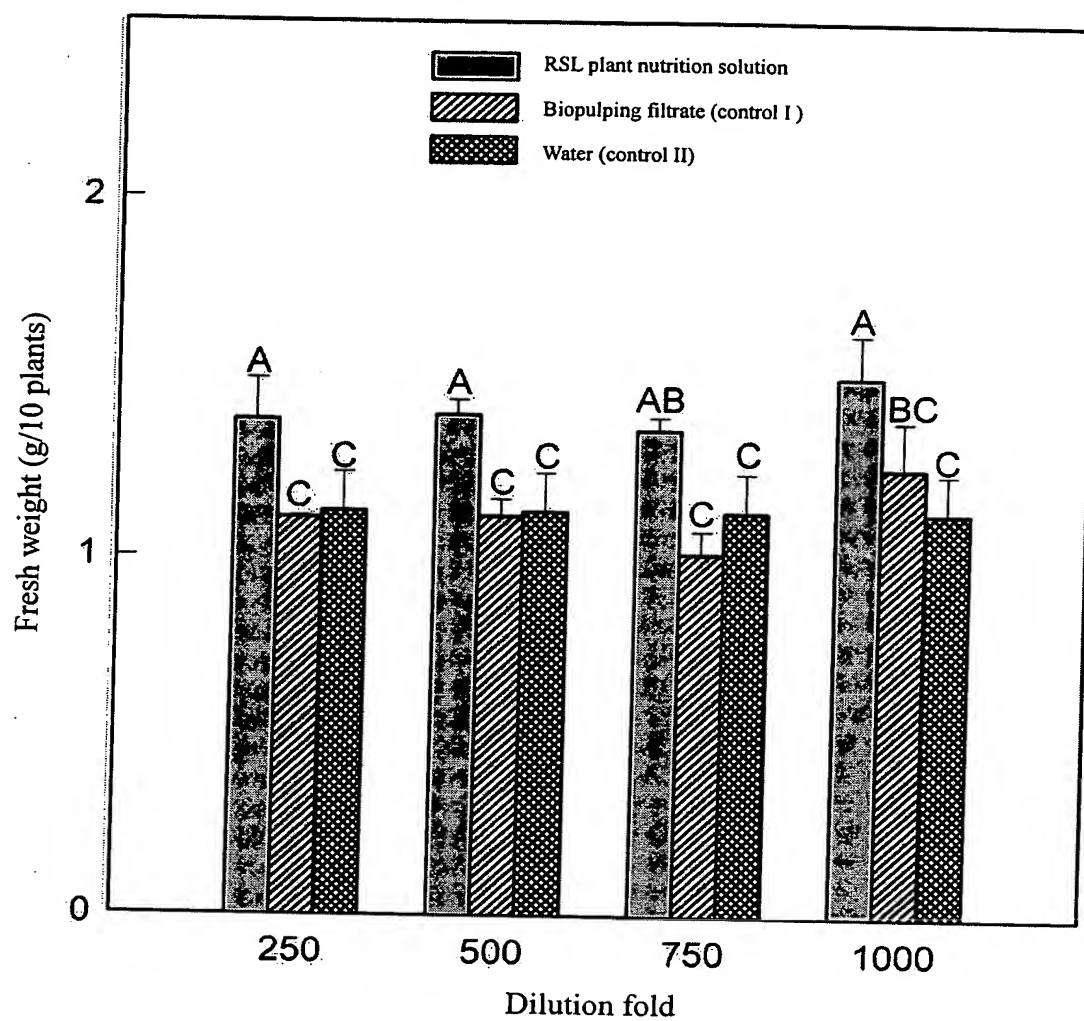 RSL plant nutrition solution
Biopulping filtrate (control I )
Water (control II)
2
1
0
Fresh weight (g/10 plants)
A
C
C
A
C
C
AB
C
C
A
BC
C
250
500
750
1000
Dilution fold